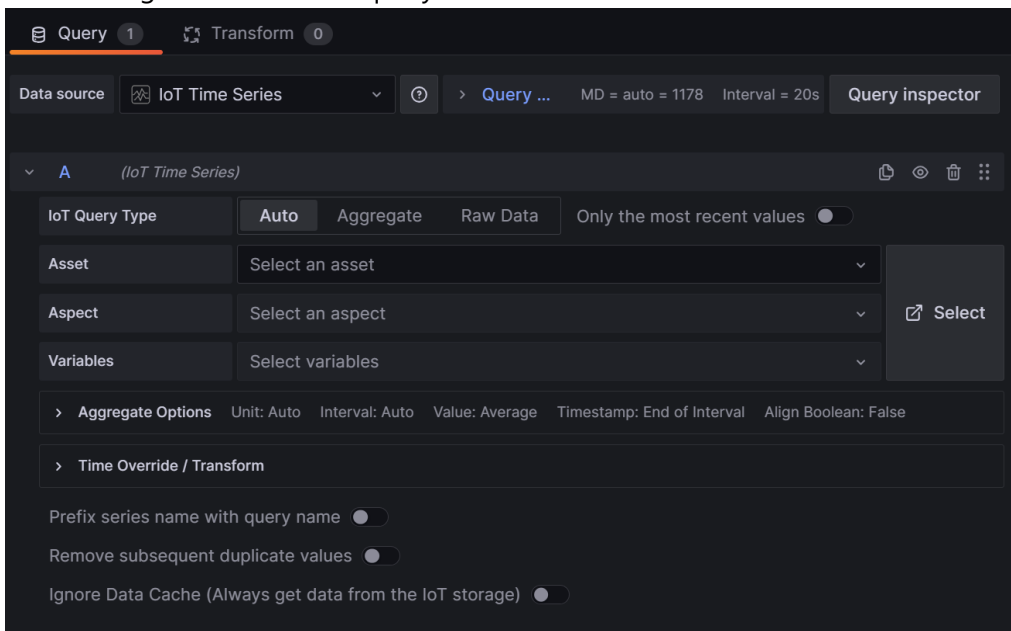 Query 1 Transform 0
Data source IoT Time Series Query ... MD = auto = 1178 Interval = 20s Query inspector
A (IoT Time Series)
IoT Query Type Auto Aggregate Raw Data Only the most recent values
Asset Select an asset
Aspect Select an aspect Select
Variables Select variables
Aggregate Options Unit: Auto Interval: Auto Value: Average Timestamp: End of Interval Align Boolean: False
Time Override / Transform
Prefix series name with query name
Remove subsequent duplicate values
Ignore Data Cache (Always get data from the IoT storage)